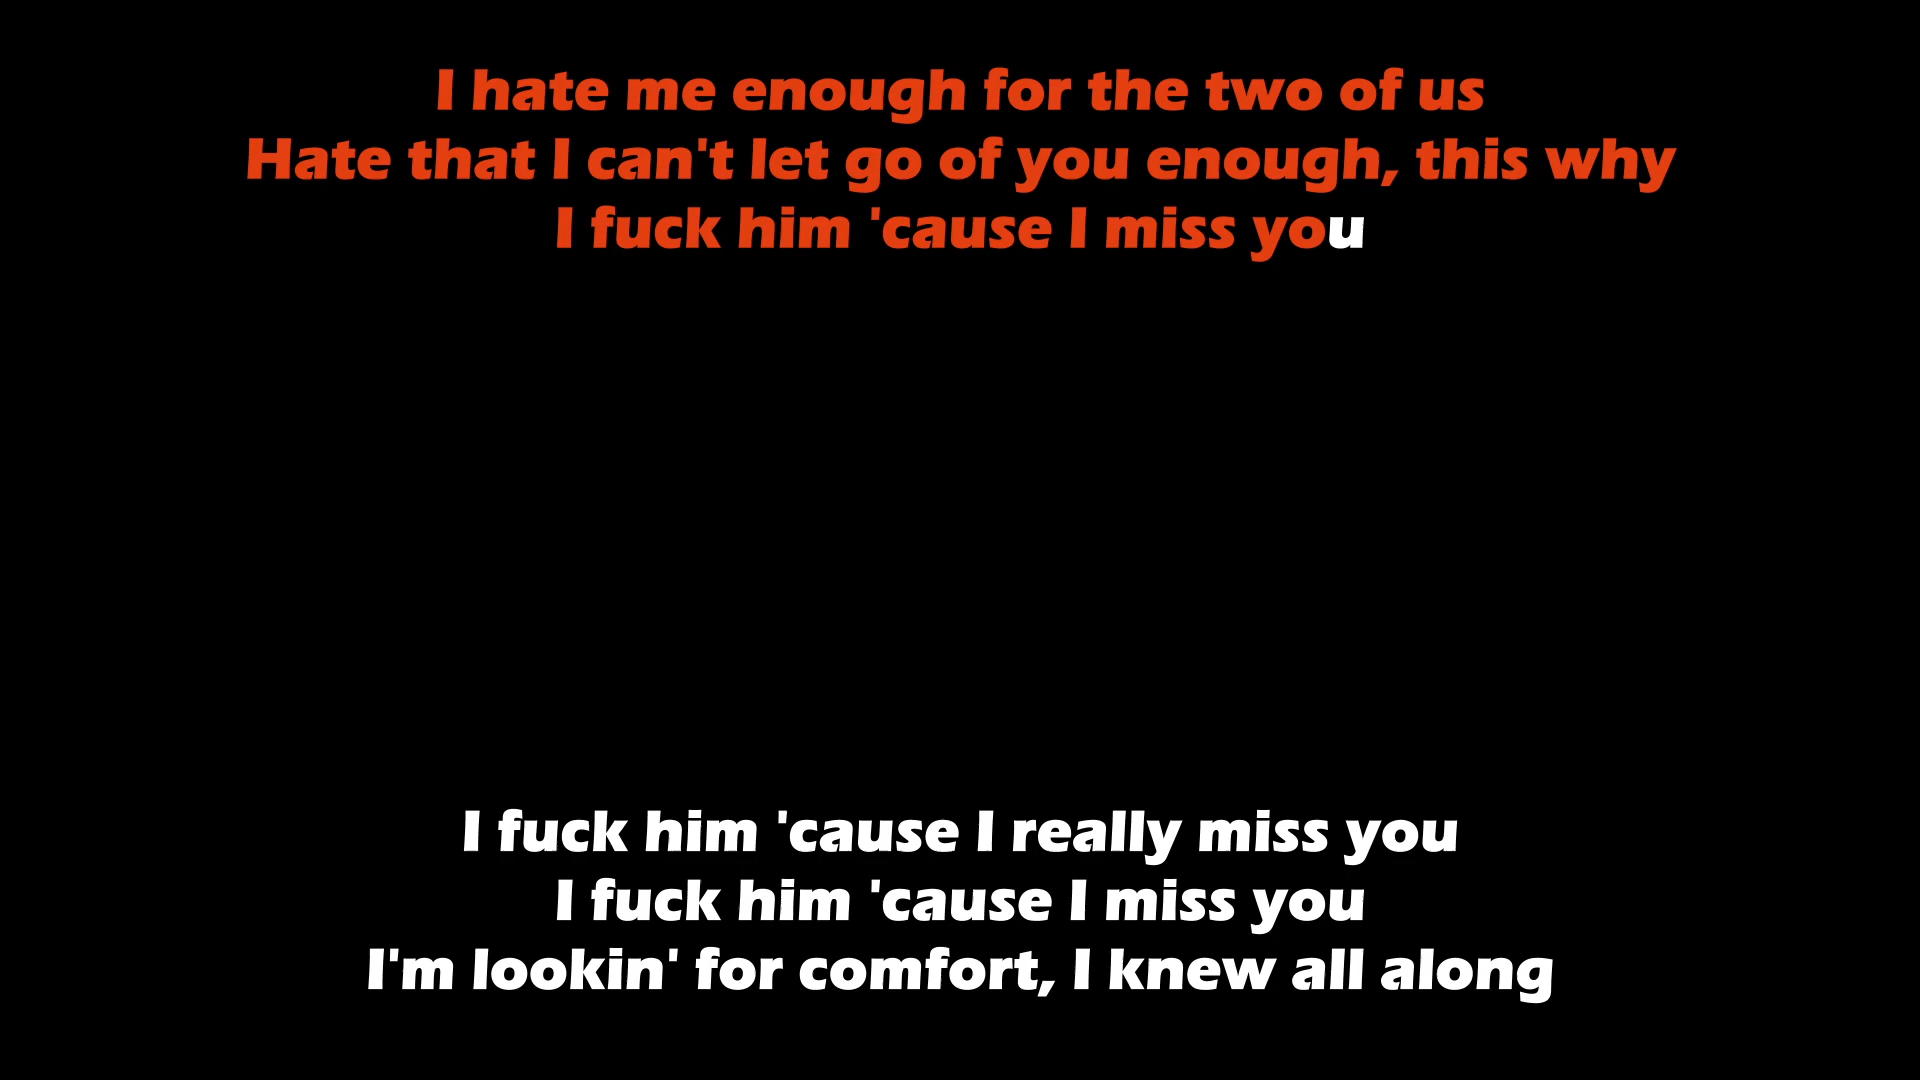 I hate me enough for the two of us
Hate that I can't let go of you enough, this why
I fuck him 'cause I miss you
I fuck him 'cause I really miss you
I fuck him 'cause I miss you
I'm lookin' for comfort, I knew all along